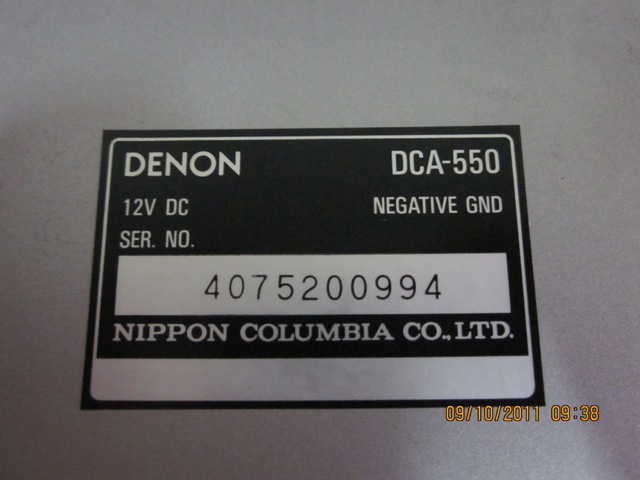 DENON DCA-550
12V DC NEGATIVE GND
SER. NO.
4075200994
NIPPON COLUMBIA CO.,LTD.
09/10/2011 09:38